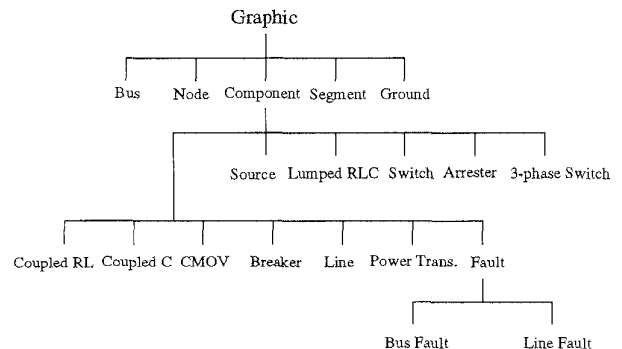 Graphic
Bus Node Component Segment Ground
Source Lumped RLC Switch Arrester 3-phase Switch
Coupled RL Coupled C CMOV Breaker Line Power Trans. Fault
Bus Fault Line Fault